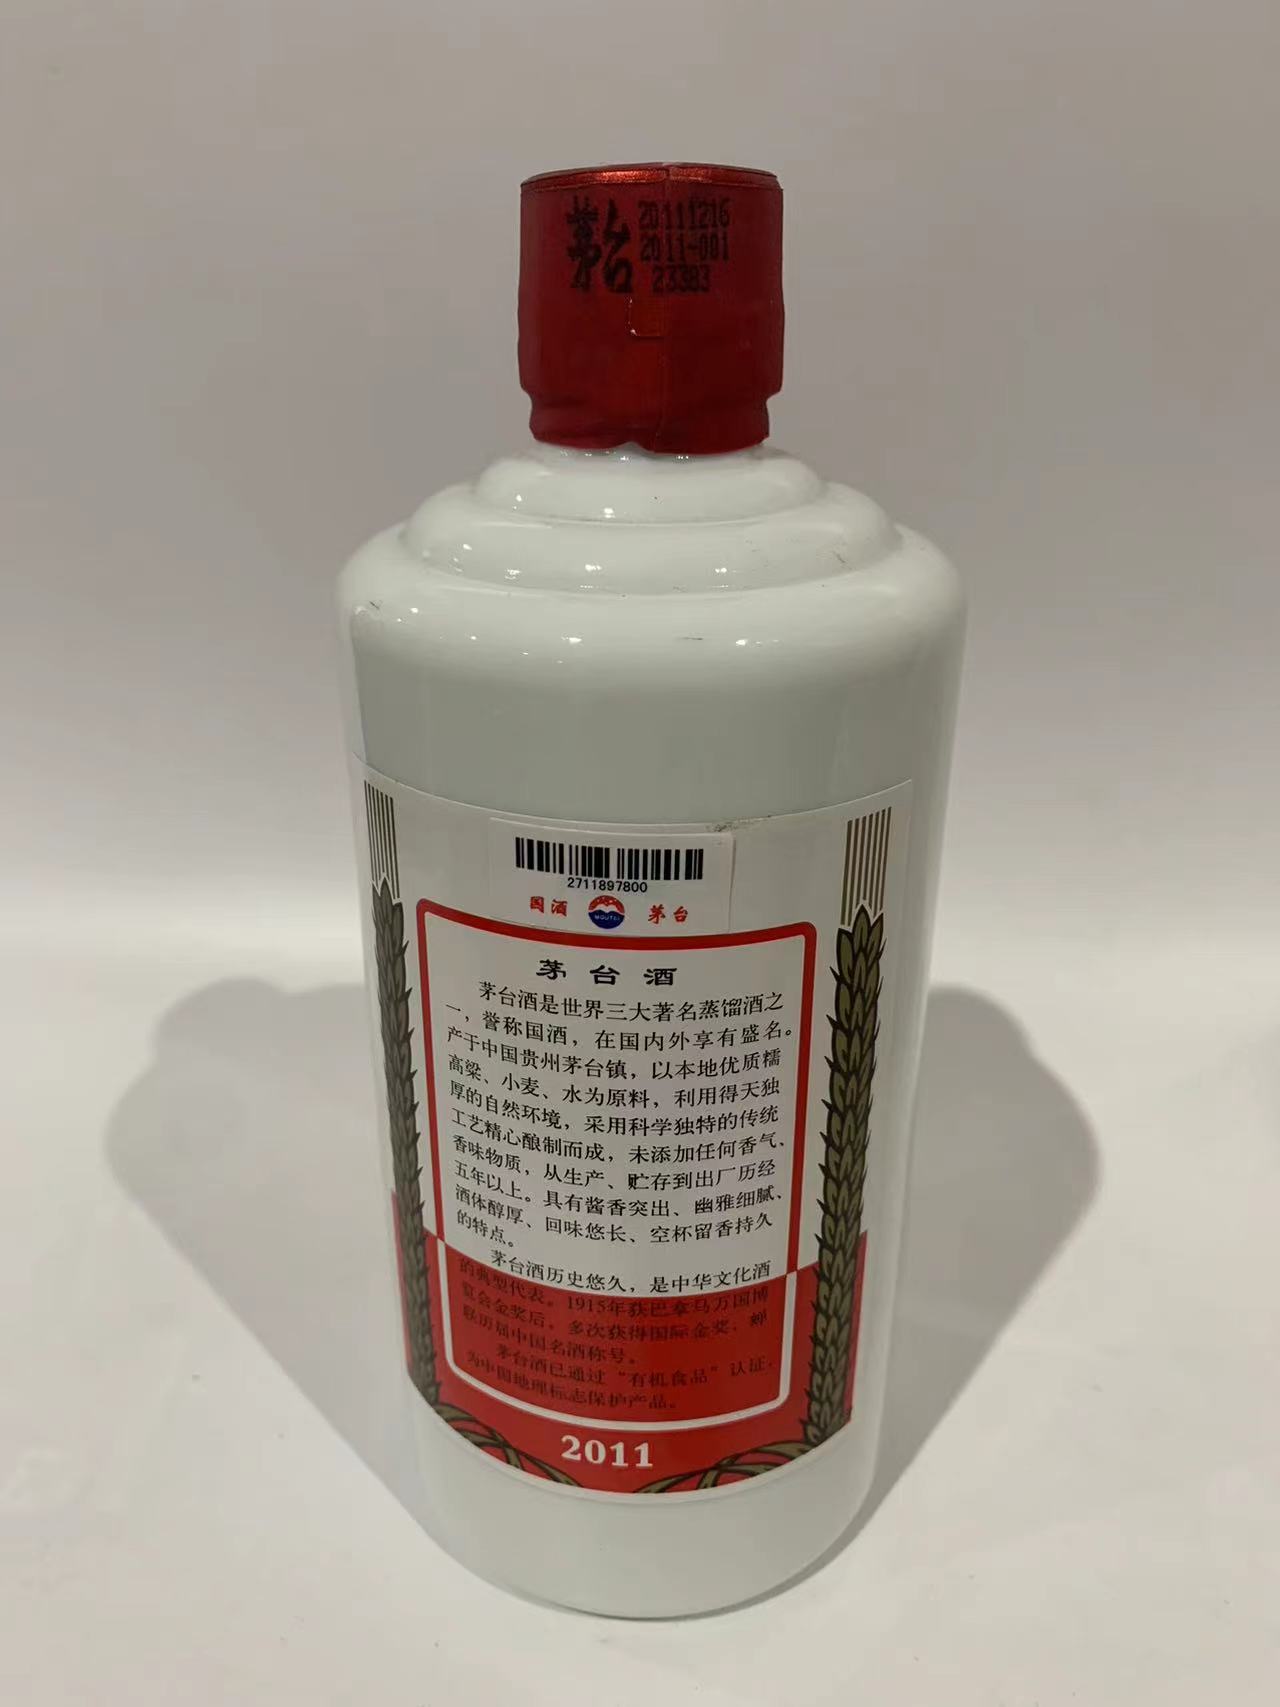 茅台
20111216
2011-001
23383
2711897800
国酒
MOUTAI
茅台
茅台酒
茅台酒是世界三大著名蒸馏酒之
一，誉称国酒，在国内外享有盛名。
产于中国贵州茅台镇，以本地优质糯
高粱、小麦、水为原料，利用得天独
厚的自然环境，采用科学独特的传统
工艺精心酿制而成，未添加任何香气、
香味物质，从生产、贮存到出厂历经
五年以上。具有酱香突出、幽雅细腻、
酒体醇厚、回味悠长、空杯留香持久
的特点。
茅台酒历史悠久，是中华文化酒
的典型代表。1915年获巴拿马万国博
览会金奖后，多次获得国际金奖，蝉
联历届中国名酒称号。
茅台酒已通过“有机食品”认证，
为中国地理标志保护产品。
2011